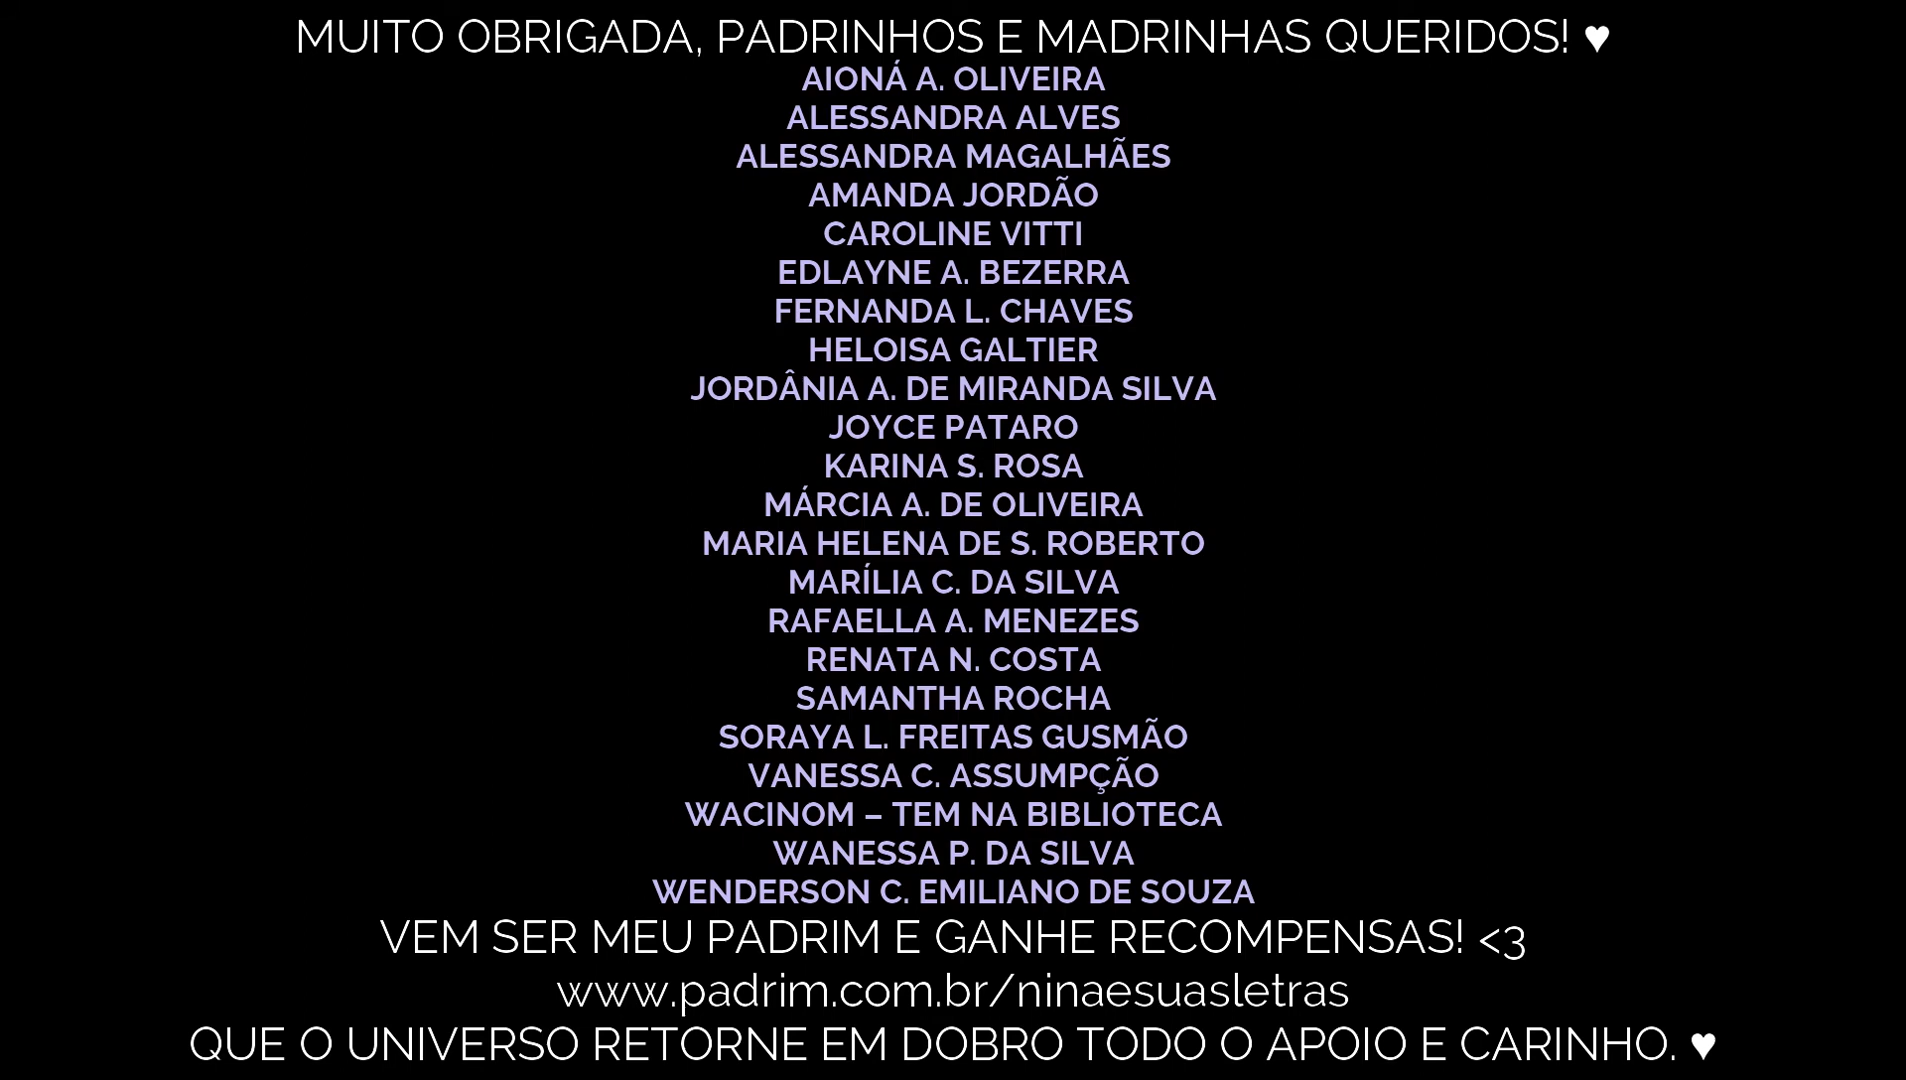 MUITO OBRIGADA, PADRINHOS E MADRINHAS QUERIDOS! ♥
AIONÁ A. OLIVEIRA
ALESSANDRA ALVES
ALESSANDRA MAGALHÃES
AMANDA JORDÃO
CAROLINE VITTI
EDLAYNE A. BEZERRA
FERNANDA L. CHAVES
HELOISA GALTIER
JORDÂNIA A. DE MIRANDA SILVA
JOYCE PATARO
KARINA S. ROSA
MÁRCIA A. DE OLIVEIRA
MARIA HELENA DE S. ROBERTO
MARÍLIA C. DA SILVA
RAFAELLA A. MENEZES
RENATA N. COSTA
SAMANTHA ROCHA
SORAYA L. FREITAS GUSMÃO
VANESSA C. ASSUMPÇÃO
WACINOM – TEM NA BIBLIOTECA
WANESSA P. DA SILVA
WENDERSON C. EMILIANO DE SOUZA
VEM SER MEU PADRIM E GANHE RECOMPENSAS! <3
www.padrim.com.br/ninaesuasletras
QUE O UNIVERSO RETORNE EM DOBRO TODO O APOIO E CARINHO. ♥